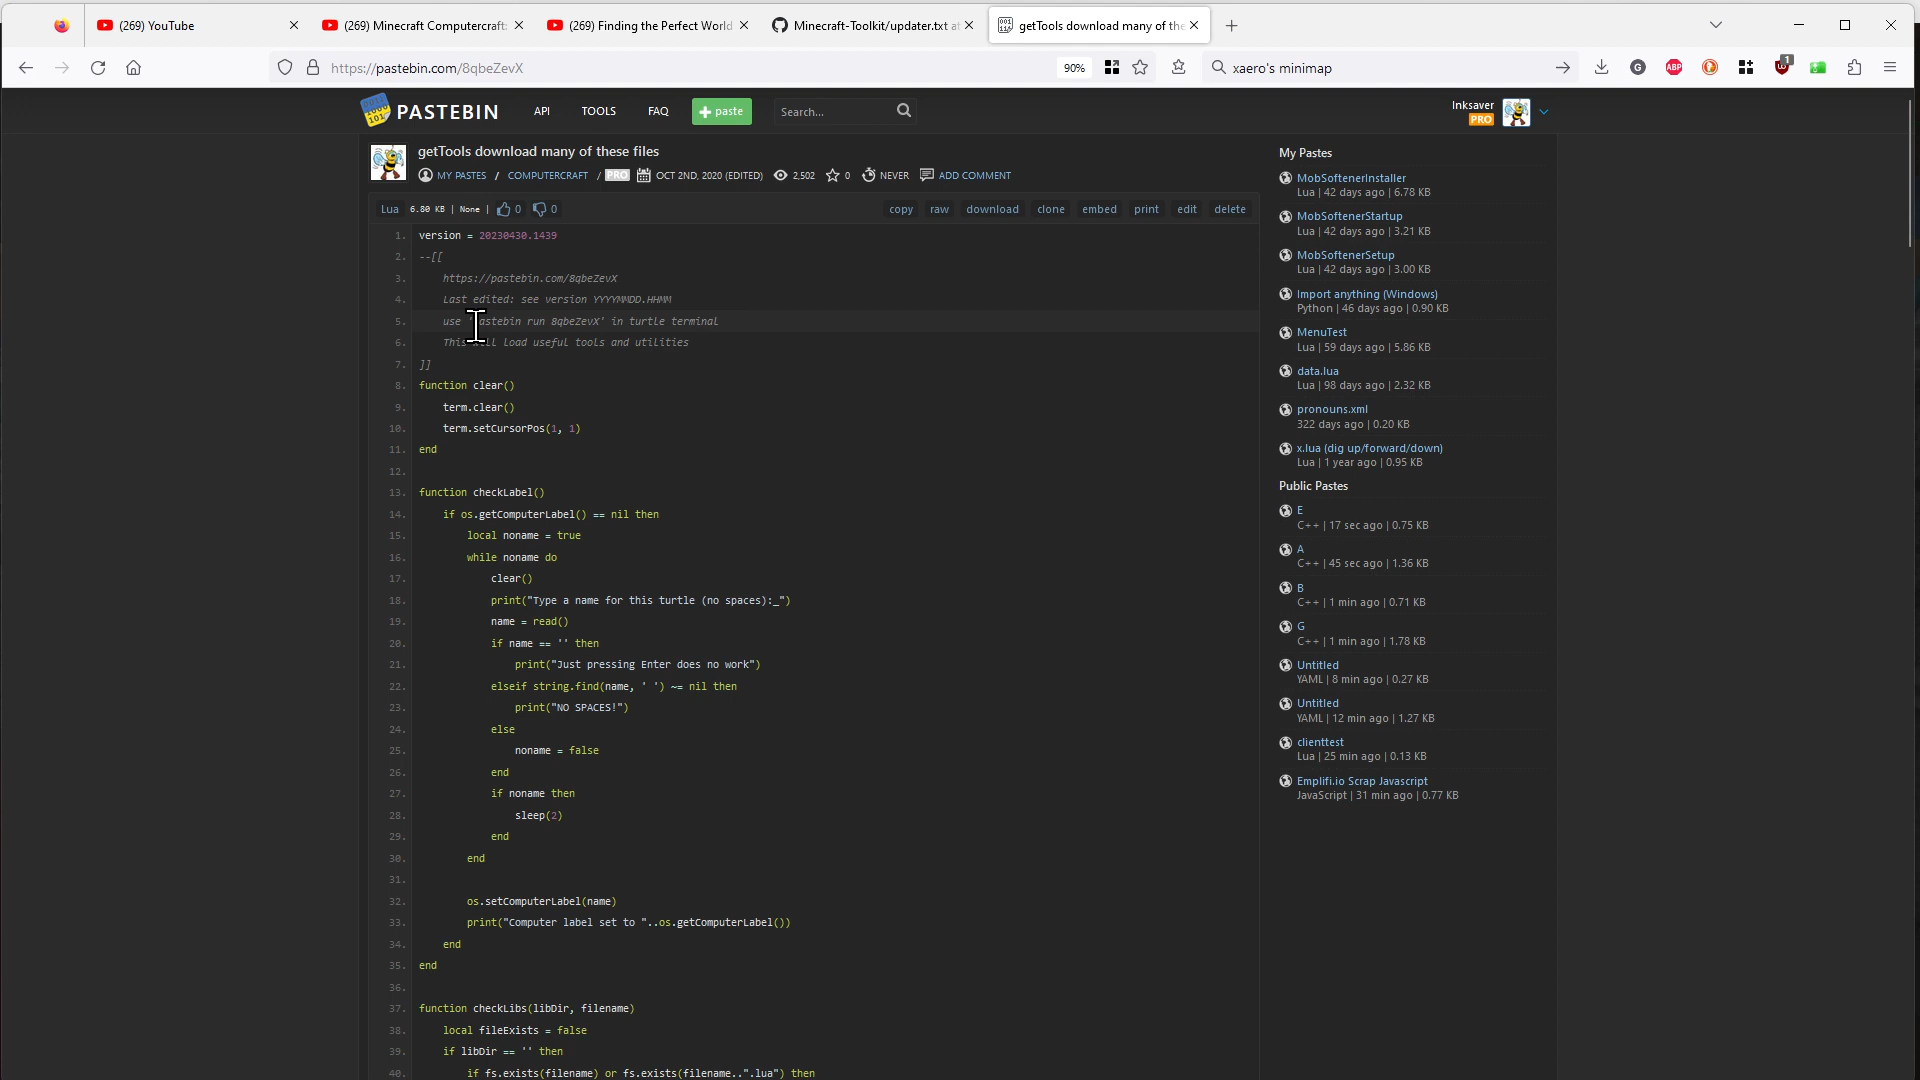 (269) YouTube
(269) Minecraft Computercraft:
(269) Finding the Perfect World
Minecraft-Toolkit/updater.txt at
getTools download many of the
https://pastebin.com/8qbeZevX
90%
xaero's minimap
1
PASTEBIN
API
TOOLS
FAQ
paste
Search...
Inksaver
PRO
getTools download many of these files
MY PASTES / COMPUTERCRAFT / PRO OCT 2ND, 2020 (EDITED) 2,502 0 NEVER ADD COMMENT
Lua 6.80 KB | None | 0 0
copy raw download clone embed print edit delete
1. version = 20230430.1439
2. --[[
3. https://pastebin.com/8qbeZevX
4. Last edited: see version YYYYMMDD.HHMM
5. use 'pastebin run 8qbeZevX' in turtle terminal
6. This will load useful tools and utilities
7. ]]
8. function clear()
9. term.clear()
10. term.setCursorPos(1, 1)
11. end
12.
13. function checkLabel()
14. if os.getComputerLabel() == nil then
15. local noname = true
16. while noname do
17. clear()
18. print("Type a name for this turtle (no spaces):_")
19. name = read()
20. if name == '' then
21. print("Just pressing Enter does no work")
22. elseif string.find(name, ' ') ~= nil then
23. print("NO SPACES!")
24. else
25. noname = false
26. end
27. if noname then
28. sleep(2)
29. end
30. end
31.
32. os.setComputerLabel(name)
33. print("Computer label set to "..os.getComputerLabel())
34. end
35. end
36.
37. function checkLibs(libDir, filename)
38. local fileExists = false
39. if libDir == '' then
40. if fs.exists(filename) or fs.exists(filename..".lua") then
My Pastes
MobSoftenerInstaller
Lua | 42 days ago | 6.78 KB
MobSoftenerStartup
Lua | 42 days ago | 3.21 KB
MobSoftenerSetup
Lua | 42 days ago | 3.00 KB
Import anything (Windows)
Python | 46 days ago | 0.90 KB
MenuTest
Lua | 59 days ago | 5.86 KB
data.lua
Lua | 98 days ago | 2.32 KB
pronouns.xml
322 days ago | 0.20 KB
x.lua (dig up/forward/down)
Lua | 1 year ago | 0.95 KB
Public Pastes
E
C++ | 17 sec ago | 0.75 KB
A
C++ | 45 sec ago | 1.36 KB
B
C++ | 1 min ago | 0.71 KB
G
C++ | 1 min ago | 1.78 KB
Untitled
YAML | 8 min ago | 0.27 KB
Untitled
YAML | 12 min ago | 1.27 KB
clienttest
Lua | 25 min ago | 0.13 KB
Emplifi.io Scrap Javascript
JavaScript | 31 min ago | 0.77 KB